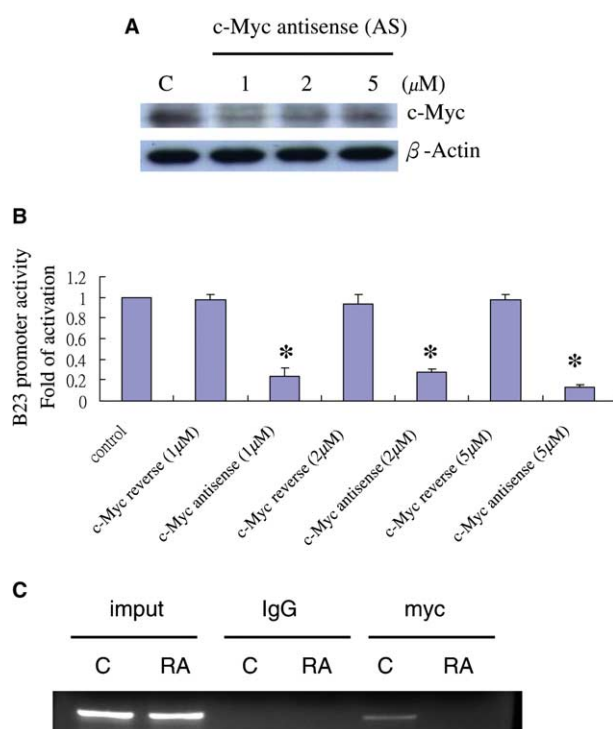 A
c-Myc antisense (AS)
C 1 2 5 (μM)
c-Myc
β-Actin
B
B23 promoter activity
Fold of activation
1.2
1
0.8
0.6
0.4
0.2
0
* * *
control
c-Myc reverse (1μM)
c-Myc antisense (1μM)
c-Myc reverse (2μM)
c-Myc antisense (2μM)
c-Myc reverse (5μM)
c-Myc antisense (5μM)
C
imput IgG myc
C RA C RA C RA